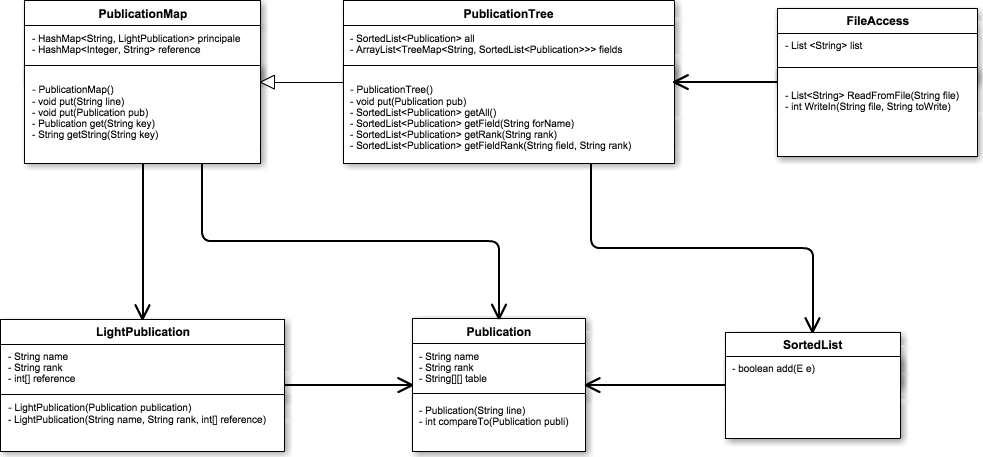 PublicationMap
- HashMap<String, LightPublication> principale
- HashMap<Integer, String> reference
- PublicationMap()
- void put(String line)
- void put(Publication pub)
- Publication get(String key)
- String getString(String key)
PublicationTree
- SortedList<Publication> all
- ArrayList<TreeMap<String, SortedList<Publication>>> fields
- PublicationTree()
- void put(Publication pub)
- SortedList<Publication> getAll()
- SortedList<Publication> getField(String forName)
- SortedList<Publication> getRank(String rank)
- SortedList<Publication> getFieldRank(String field, String rank)
FileAccess
- List <String> list
- List<String> ReadFromFile(String file)
- int WriteIn(String file, String toWrite)
LightPublication
- String name
- String rank
- int[] reference
- LightPublication(Publication publication)
- LightPublication(String name, String rank, int[] reference)
Publication
- String name
- String rank
- String[][] table
- Publication(String line)
- int compareTo(Publication publi)
SortedList
- boolean add(E e)